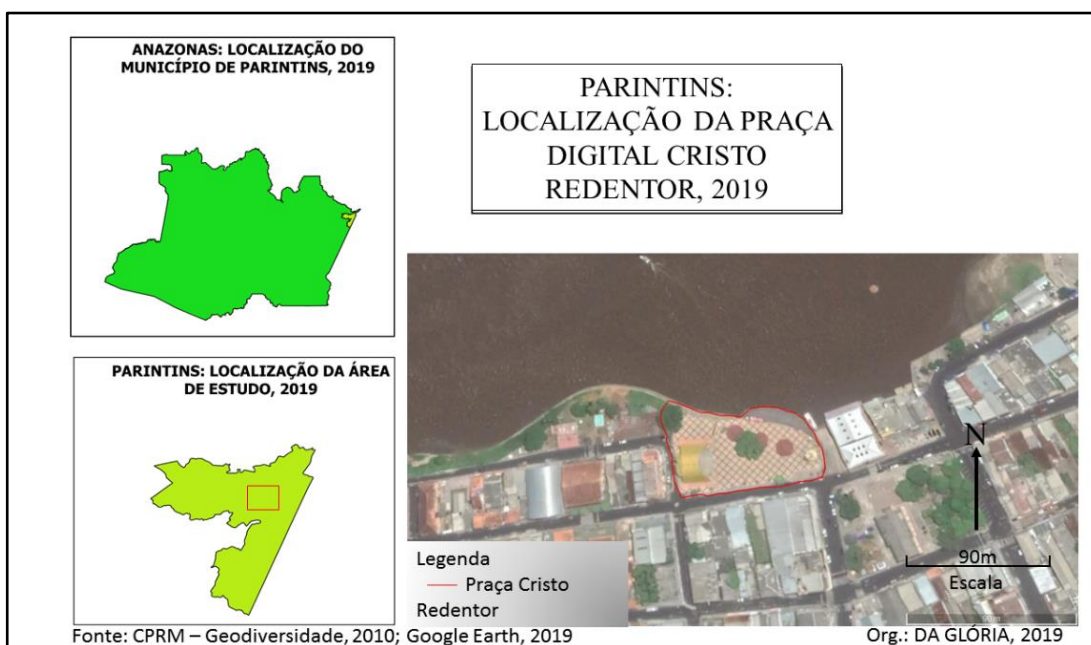 ANAZONAS: LOCALIZAÇÃO DO
MUNICÍPIO DE PARINTINS, 2019
PARINTINS:
LOCALIZAÇÃO DA PRAÇA
DIGITAL CRISTO
REDENTOR, 2019
PARINTINS: LOCALIZAÇÃO DA ÁREA
DE ESTUDO, 2019
N
90m
Escala
Legenda
Praça Cristo
Redentor
Fonte: CPRM – Geodiversidade, 2010; Google Earth, 2019
Org.: DA GLÓRIA, 2019